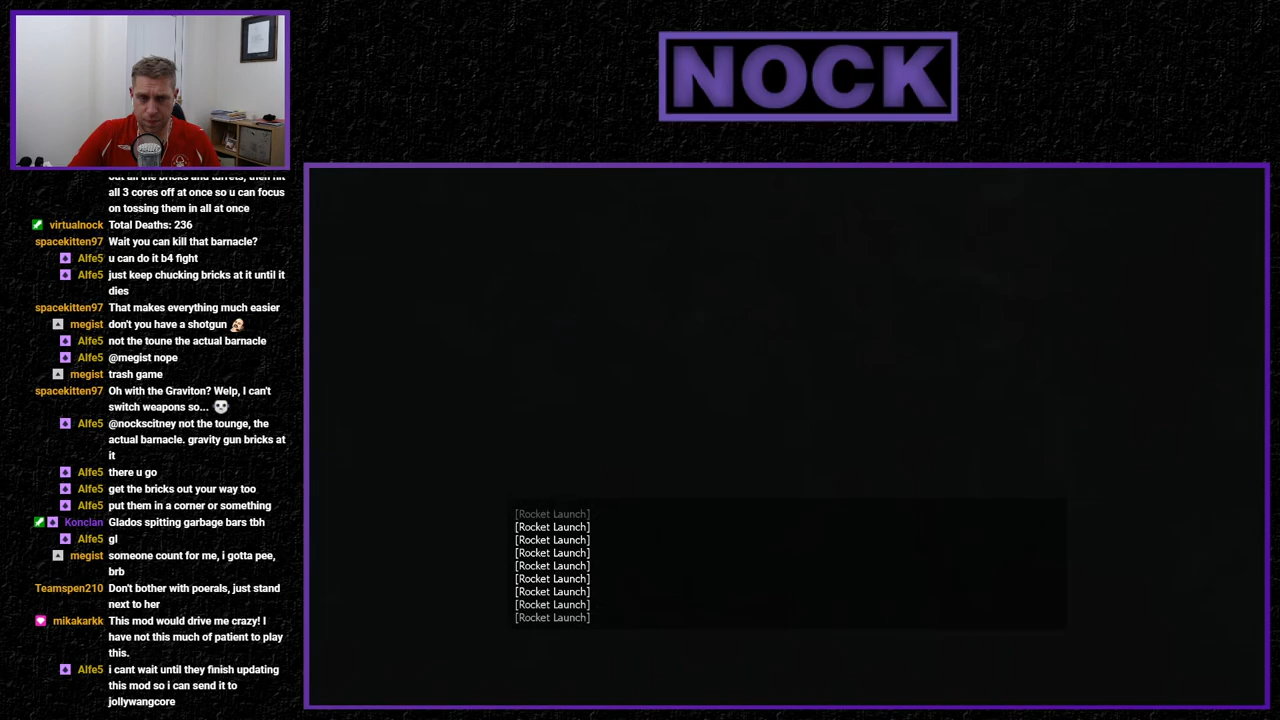 NOCK
out all the bricks and turrets, then hit
all 3 cores off at once so u can focus
on tossing them in all at once
virtualnock Total Deaths: 236
spacekitten97 Wait you can kill that barnacle?
Alfe5 u can do it b4 fight
Alfe5 just keep chucking bricks at it until it
dies
spacekitten97 That makes everything much easier
megist don't you have a shotgun
Alfe5 not the toune the actual barnacle
Alfe5 @megist nope
megist trash game
spacekitten97 Oh with the Graviton? Welp, I can't
switch weapons so...
Alfe5 @nockscitney not the tounge, the
actual barnacle. gravity gun bricks at
it
Alfe5 there u go
Alfe5 get the bricks out your way too
Alfe5 put them in a corner or something
Konclan Glados spitting garbage bars tbh
Alfe5 gl
megist someone count for me, i gotta pee,
brb
Teamspen210 Don't bother with poerals, just stand
next to her
mikakarkk This mod would drive me crazy! I
have not this much of patient to play
this.
Alfe5 i cant wait until they finish updating
this mod so i can send it to
jollywangcore
[Rocket Launch]
[Rocket Launch]
[Rocket Launch]
[Rocket Launch]
[Rocket Launch]
[Rocket Launch]
[Rocket Launch]
[Rocket Launch]
[Rocket Launch]